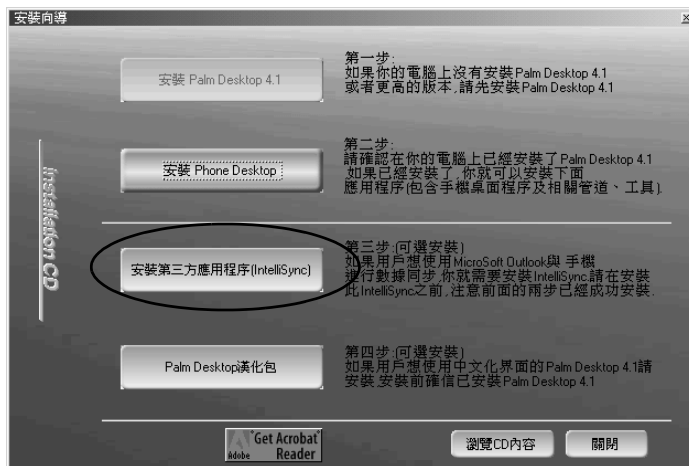 安裝向導
Installation CD
安裝 Palm Desktop 4.1
第一步:
如果你的電腦上沒有安裝Palm Desktop 4.1
或者更高的版本,請先安裝Palm Desktop 4.1
安裝 Phone Desktop
第二步:
請確認在你的電腦上已經安裝了Palm Desktop 4.1
,如果已經安裝了,你就可以安裝下面
應用程序(包含手機桌面程序及相關管道、工具).
安裝第三方應用程序(IntelliSync)
第三步:(可選安裝)
如果用戶想使用MicroSoft Outlook與 手機
進行數據同步,你就需要安裝IntelliSync.請在安裝
此IntelliSync之前,注意前面的兩步已經成功安裝.
Palm Desktop漢化包
第四步:(可選安裝)
如果用戶想使用中文化界面的Palm Desktop 4.1請
安裝.安裝前確信已安裝Palm Desktop 4.1
Get Acrobat
Adobe Reader
瀏覽CD內容
關閉